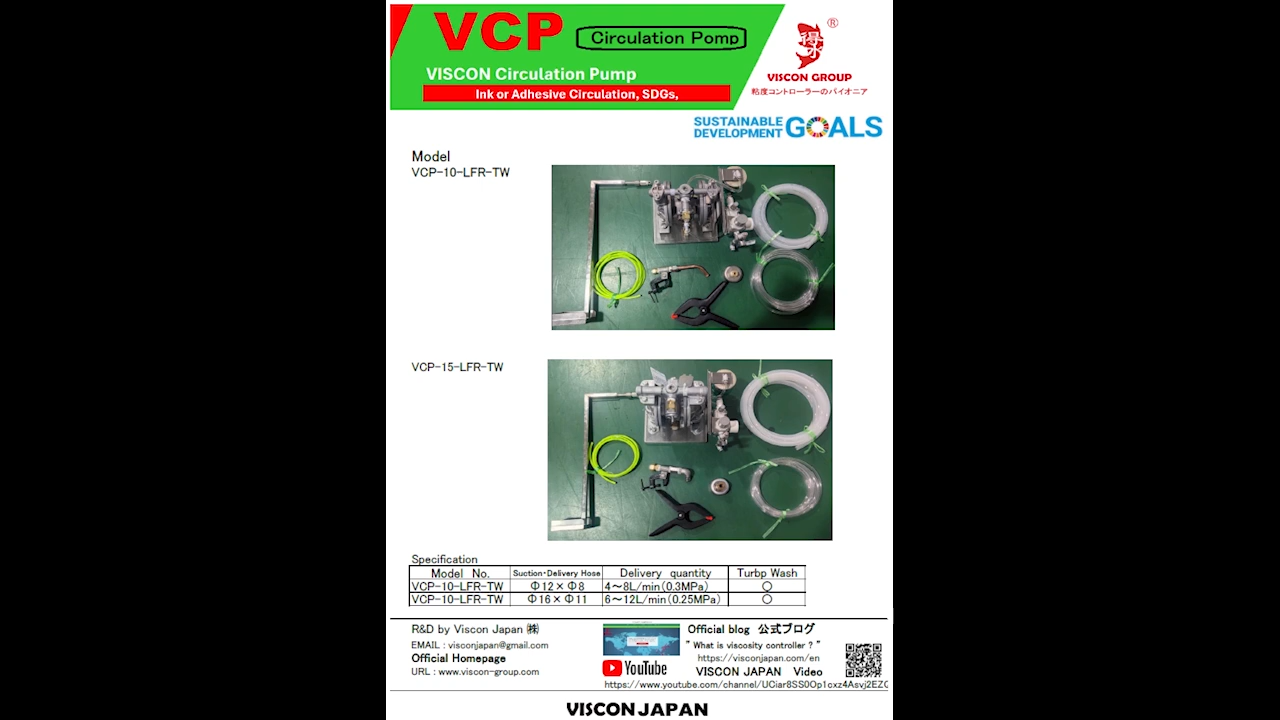 VCP
Circulation Pomp
VISCON Circulation Pump
Ink or Adhesive Circulation, SDGs,
得水
®
VISCON GROUP
粘度コントローラーのパイオニア
SUSTAINABLE
DEVELOPMENT GOALS
Model
VCP-10-LFR-TW
VCP-15-LFR-TW
Specification
Model No. Suction・Delivery Hose Delivery quantity Turbp Wash
VCP-10-LFR-TW Φ12×Φ8 4～8L/min(0.3MPa) ○
VCP-10-LFR-TW Φ16×Φ11 6～12L/min(0.25MPa) ○
R&D by Viscon Japan ㈱
EMAIL : visconjapan@gmail.com
Official Homepage
URL : www.viscon-group.com
YouTube
Official blog 公式ブログ
" What is viscosity controller ? "
https://visconjapan.com/en
VISCON JAPAN Video
https://www.youtube.com/channel/UCiar8SS0Op1cxz4Asvj2EZC
VISCON JAPAN